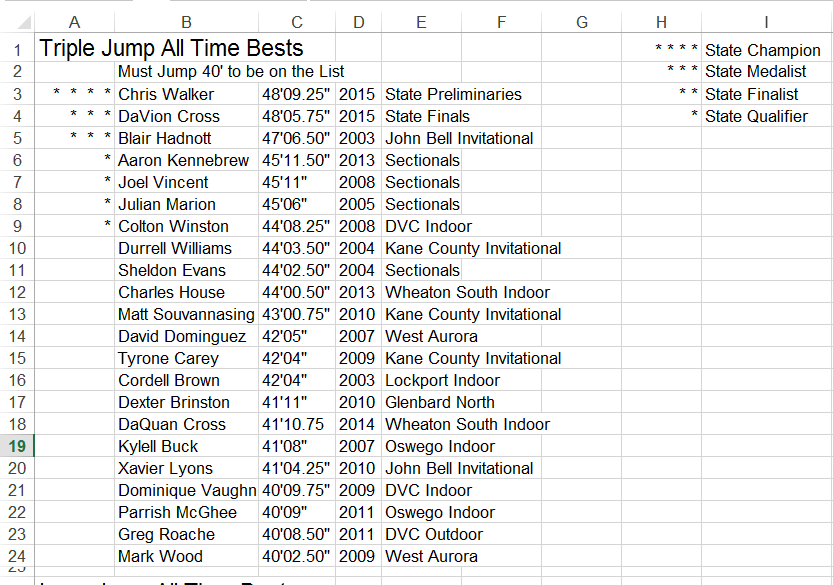 A B C D E F G H I
1 Triple Jump All Time Bests * * * * State Champion
2 Must Jump 40' to be on the List * * * State Medalist
3 * * * * Chris Walker 48'09.25" 2015 State Preliminaries * * State Finalist
4 * * * DaVion Cross 48'05.75" 2015 State Finals * State Qualifier
5 * * * Blair Hadnott 47'06.50" 2003 John Bell Invitational
6 * Aaron Kennebrew 45'11.50" 2013 Sectionals
7 * Joel Vincent 45'11" 2008 Sectionals
8 * Julian Marion 45'06" 2005 Sectionals
9 * Colton Winston 44'08.25" 2008 DVC Indoor
10 Durrell Williams 44'03.50" 2004 Kane County Invitational
11 Sheldon Evans 44'02.50" 2004 Sectionals
12 Charles House 44'00.50" 2013 Wheaton South Indoor
13 Matt Souvannasing 43'00.75" 2010 Kane County Invitational
14 David Dominguez 42'05" 2007 West Aurora
15 Tyrone Carey 42'04" 2009 Kane County Invitational
16 Cordell Brown 42'04" 2003 Lockport Indoor
17 Dexter Brinston 41'11" 2010 Glenbard North
18 DaQuan Cross 41'10.75 2014 Wheaton South Indoor
19 Kylell Buck 41'08" 2007 Oswego Indoor
20 Xavier Lyons 41'04.25" 2010 John Bell Invitational
21 Dominique Vaughn 40'09.75" 2009 DVC Indoor
22 Parrish McGhee 40'09" 2011 Oswego Indoor
23 Greg Roache 40'08.50" 2011 DVC Outdoor
24 Mark Wood 40'02.50" 2009 West Aurora
25